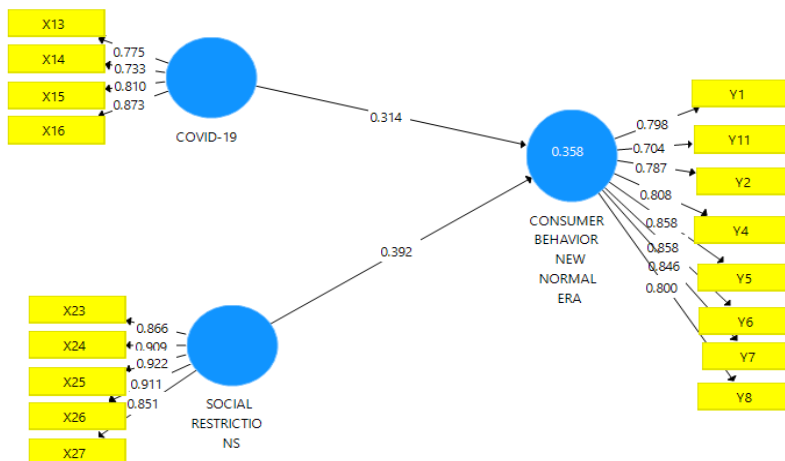 X13
X14
X15
X16
0.775
0.733
0.810
0.873
COVID-19
0.314
0.358
CONSUMER
BEHAVIOR
NEW
NORMAL
ERA
0.798
0.704
0.787
0.808
0.858
0.858
0.846
0.800
Y1
Y11
Y2
Y4
Y5
Y6
Y7
Y8
0.392
X23
X24
X25
X26
X27
0.866
0.909
0.922
0.911
0.851
SOCIAL
RESTRICTIO
NS